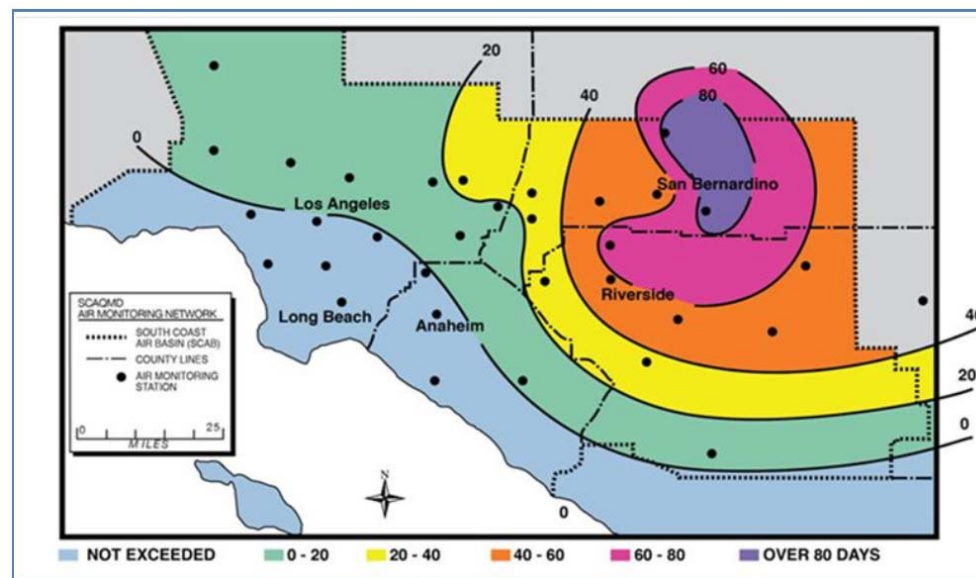 20
60
40
80
0
San Bernardino
Los Angeles
SCAQMD
AIR MONITORING NETWORK
SOUTH COAST
AIR BASIN (SCAB)
COUNTY LINES
AIR MONITORING
STATION
0 25
MILES
Long Beach
Anaheim
Riverside
40
20
0
N
0
NOT EXCEEDED 0 - 20 20 - 40 40 - 60 60 - 80 OVER 80 DAYS